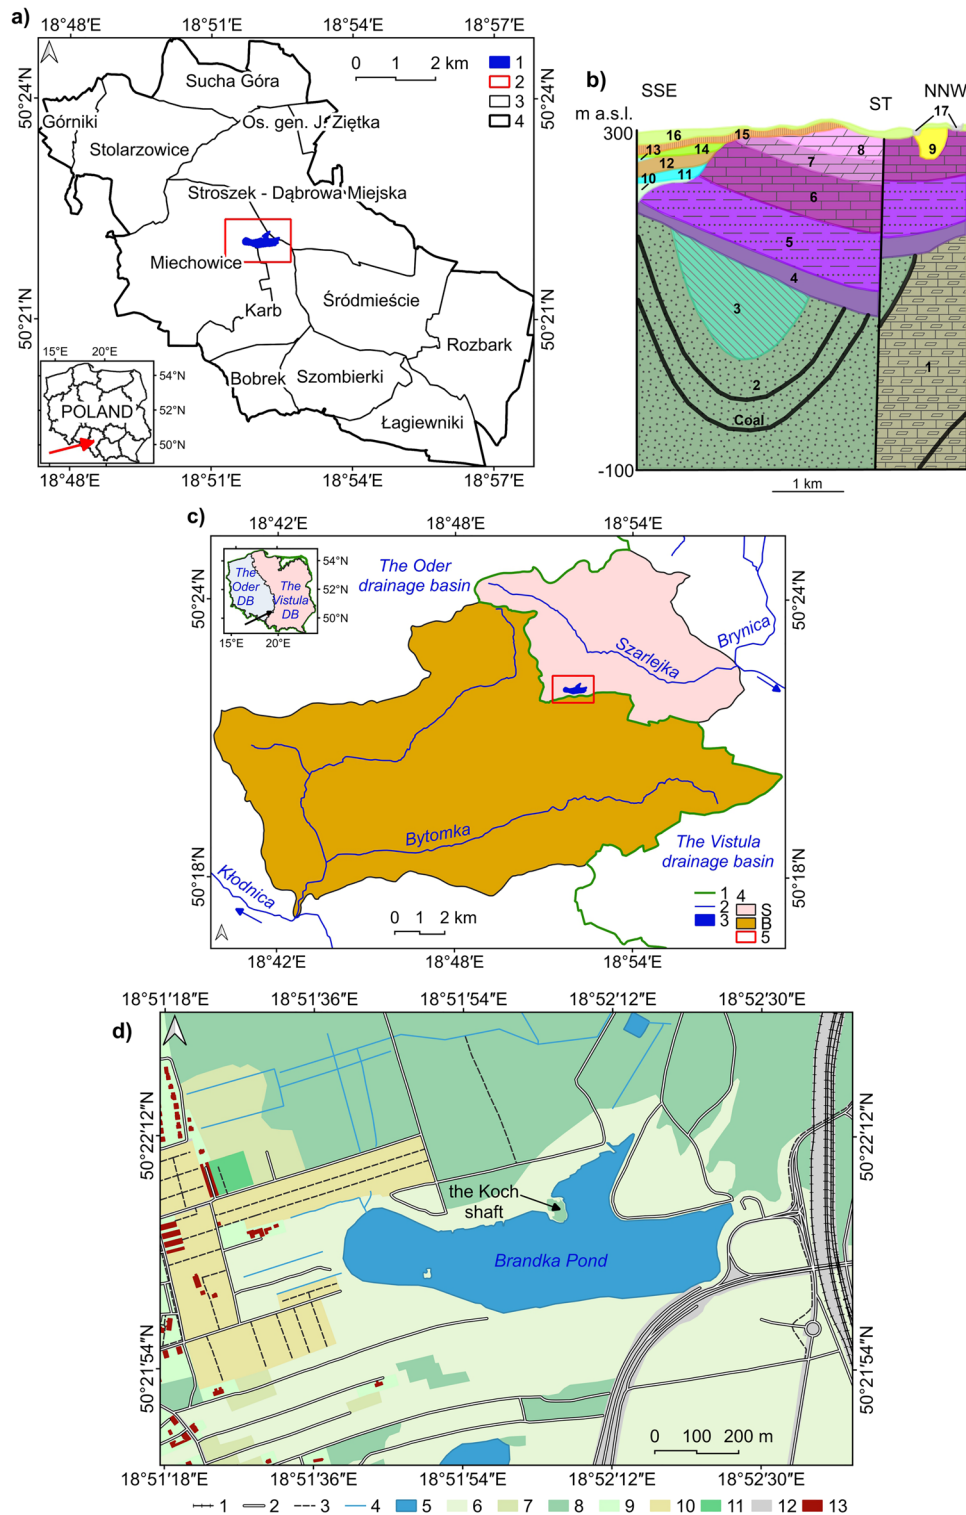 a)
18°48′E 18°51′E 18°54′E 18°57′E
50°24′N
50°21′N
0 1 2 km
1
2
3
4
Sucha Góra
Górniki
Os. gen. J. Ziętka
Stolarzowice
Stroszek - Dąbrowa Miejska
Miechowice
Karb
Śródmieście
Rozbark
Bobrek
Szombierki
Łagiewniki
15°E 20°E
54°N
52°N
50°N
POLAND
18°48′E 18°51′E 18°54′E 18°57′E
b)
SSE ST NNW
m a.s.l.
300
-100
17
16 15
13 14 8 9
12 7
10 11
6
5
4
3
2
1
Coal
1 km
c)
18°42′E 18°48′E 18°54′E
50°24′N 50°24′N
50°18′N 50°18′N
The Oder
drainage basin
The
Oder
DB
The
Vistula
DB
54°N
52°N
50°N
15°E 20°E
Szarlejka
Brynica
Bytomka
Kłodnica
The Vistula
drainage basin
0 1 2 km
1 4
2 S
3 B
5
18°42′E 18°48′E 18°54′E
d)
18°51′18″E 18°51′36″E 18°51′54″E 18°52′12″E 18°52′30″E
50°22′12″N 50°22′12″N
50°21′54″N 50°21′54″N
the Koch
shaft
Brandka Pond
0 100 200 m
18°51′18″E 18°51′36″E 18°51′54″E 18°52′12″E 18°52′30″E
1 2 3 4 5 6 7 8 9 10 11 12 13